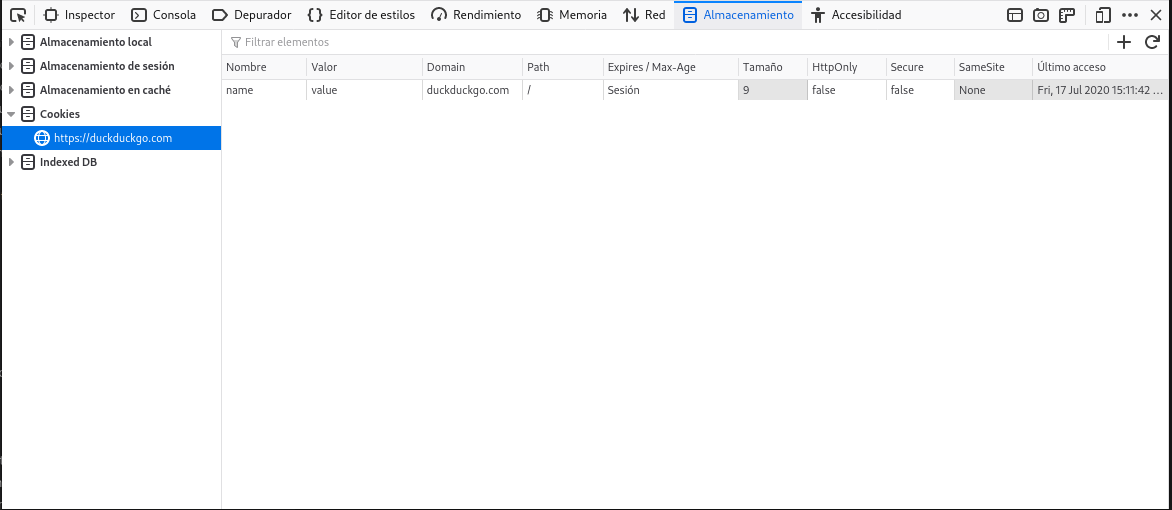 Inspector Consola Depurador Editor de estilos Rendimiento Memoria Red Almacenamiento Accesibilidad
Almacenamiento local
Almacenamiento de sesión
Almacenamiento en caché
Cookies
https://duckduckgo.com
Indexed DB
Filtrar elementos
Nombre Valor Domain Path Expires / Max-Age Tamaño HttpOnly Secure SameSite Último acceso
name value duckduckgo.com / Sesión 9 false false None Fri, 17 Jul 2020 15:11:42 ...